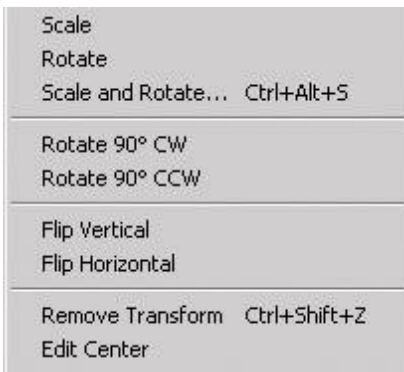 Scale
Rotate
Scale and Rotate... Ctrl+Alt+S
Rotate 90° CW
Rotate 90° CCW
Flip Vertical
Flip Horizontal
Remove Transform Ctrl+Shift+Z
Edit Center